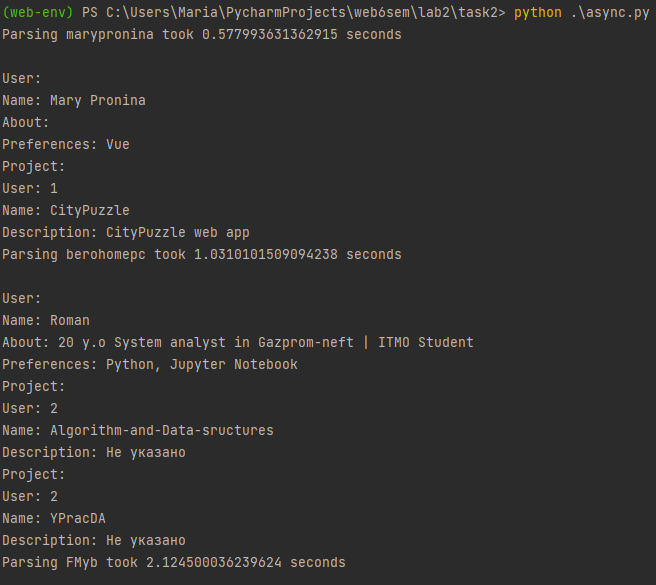 (web-env) PS C:\Users\Maria\PycharmProjects\web6sem\lab2\task2> python .\async.py
Parsing marypronina took 0.577993631362915 seconds
User:
Name: Mary Pronina
About:
Preferences: Vue
Project:
User: 1
Name: CityPuzzle
Description: CityPuzzle web app
Parsing berohomepc took 1.0310101509094238 seconds
User:
Name: Roman
About: 20 y.o System analyst in Gazprom-neft | ITMO Student
Preferences: Python, Jupyter Notebook
Project:
User: 2
Name: Algorithm-and-Data-sructures
Description: Не указано
Project:
User: 2
Name: YPracDA
Description: Не указано
Parsing FMyb took 2.124500036239624 seconds